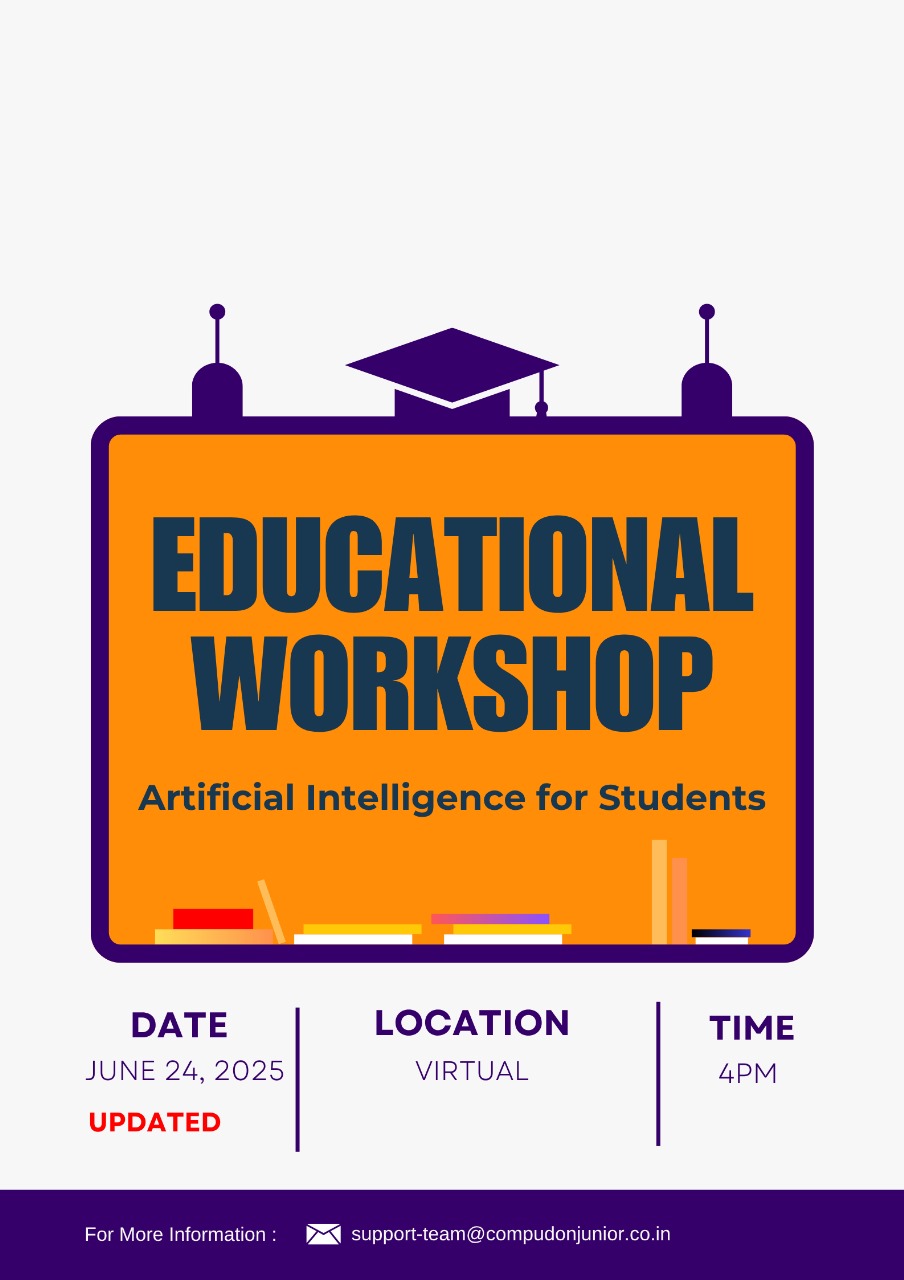 EDUCATIONAL
WORKSHOP
Artificial Intelligence for Students
DATE
JUNE 24, 2025
UPDATED
LOCATION
VIRTUAL
TIME
4PM
For More Information : support-team@compudonjunior.co.in